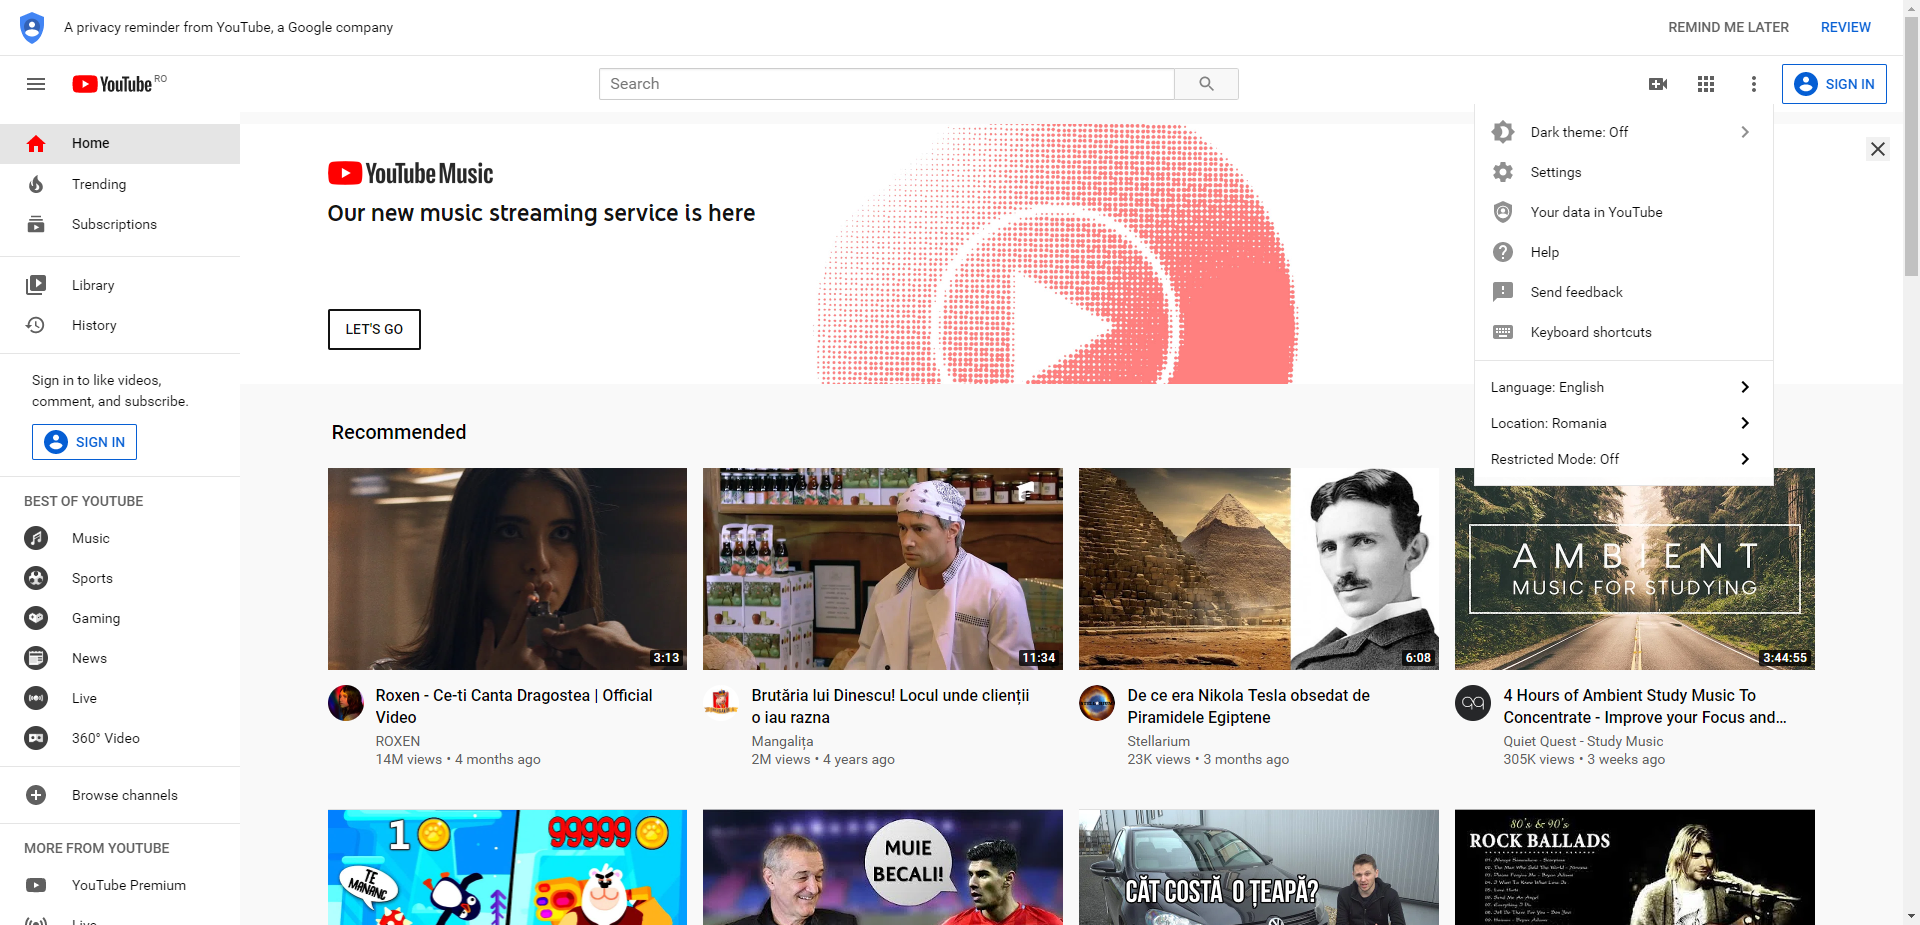 A privacy reminder from YouTube, a Google company
REMIND ME LATER
REVIEW
YouTube RO
Search
SIGN IN
Home
Trending
Subscriptions
Library
History
Sign in to like videos,
comment, and subscribe.
SIGN IN
BEST OF YOUTUBE
Music
Sports
Gaming
News
Live
360° Video
Browse channels
MORE FROM YOUTUBE
YouTube Premium
Live
YouTube Music
Our new music streaming service is here
LET'S GO
Dark theme: Off
Settings
Your data in YouTube
Help
Send feedback
Keyboard shortcuts
Language: English
Location: Romania
Restricted Mode: Off
Recommended
3:13
Roxen - Ce-ti Canta Dragostea | Official
Video
ROXEN
14M views • 4 months ago
11:34
Brutăria lui Dinescu! Locul unde clienții
o iau razna
Mangalița
2M views • 4 years ago
6:08
De ce era Nikola Tesla obsedat de
Piramidele Egiptene
Stellarium
23K views • 3 months ago
AMBIENT
MUSIC FOR STUDYING
3:44:55
4 Hours of Ambient Study Music To
Concentrate - Improve your Focus and...
Quiet Quest - Study Music
305K views • 3 weeks ago
1
99999
TE
MANANC
MUIE
BECALI!
CÂT COSTĂ O ȚEAPĂ?
80's & 90's
ROCK BALLADS